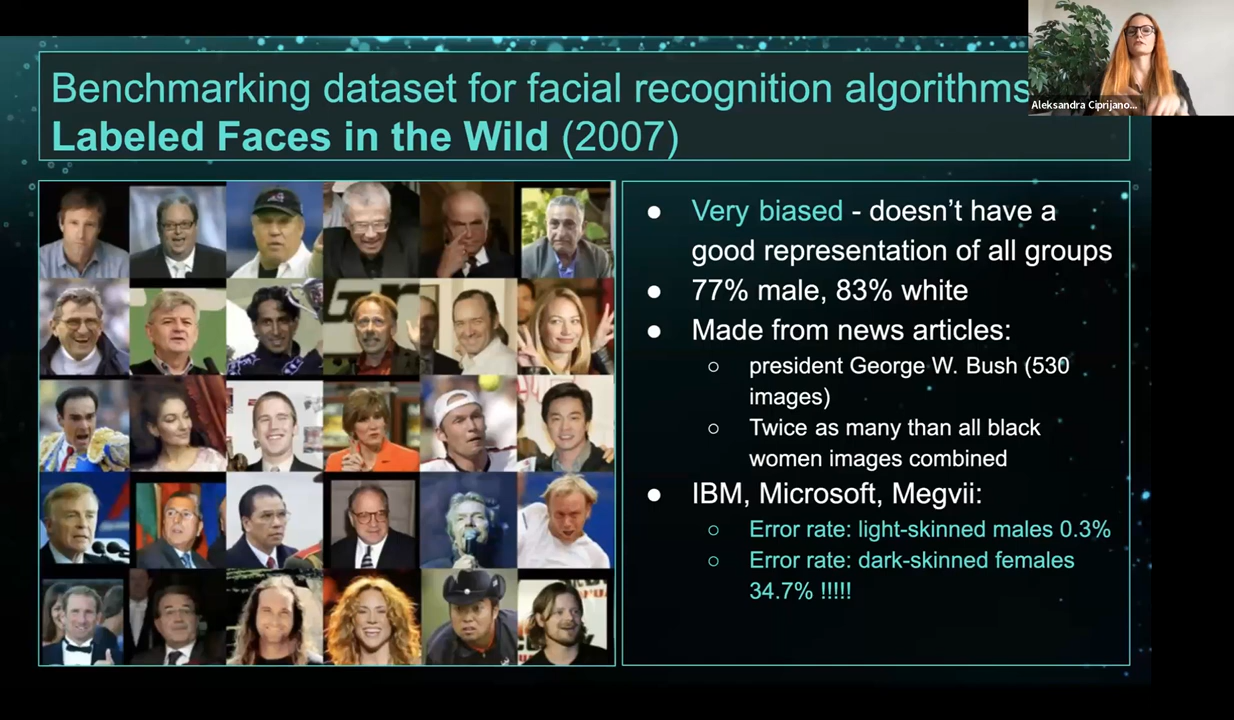 Benchmarking dataset for facial recognition algorithms
Labeled Faces in the Wild (2007)
Aleksandra Ciprijano...
● Very biased - doesn't have a
good representation of all groups
● 77% male, 83% white
● Made from news articles:
○ president George W. Bush (530
images)
○ Twice as many than all black
women images combined
● IBM, Microsoft, Megvii:
○ Error rate: light-skinned males 0.3%
○ Error rate: dark-skinned females
34.7% !!!!!